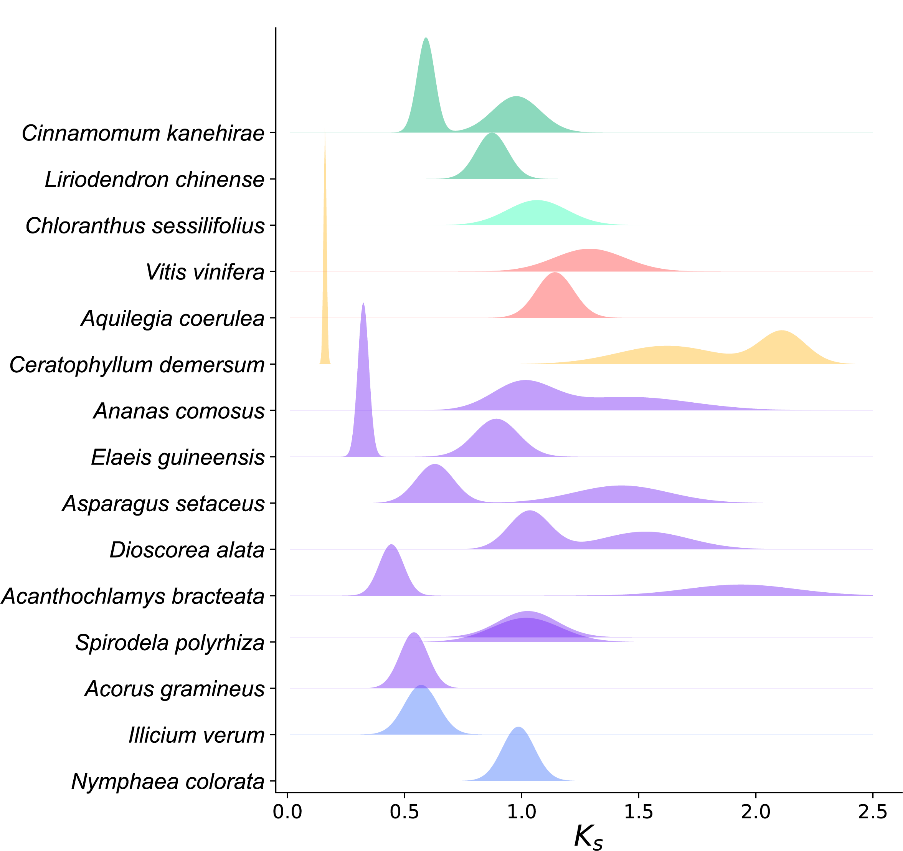 Cinnamomum kanehirae
Liriodendron chinense
Chloranthus sessilifolius
Vitis vinifera
Aquilegia coerulea
Ceratophyllum demersum
Ananas comosus
Elaeis guineensis
Asparagus setaceus
Dioscorea alata
Acanthochlamys bracteata
Spirodela polyrhiza
Acorus gramineus
Illicium verum
Nymphaea colorata
0.0 0.5 1.0 1.5 2.0 2.5
Ks